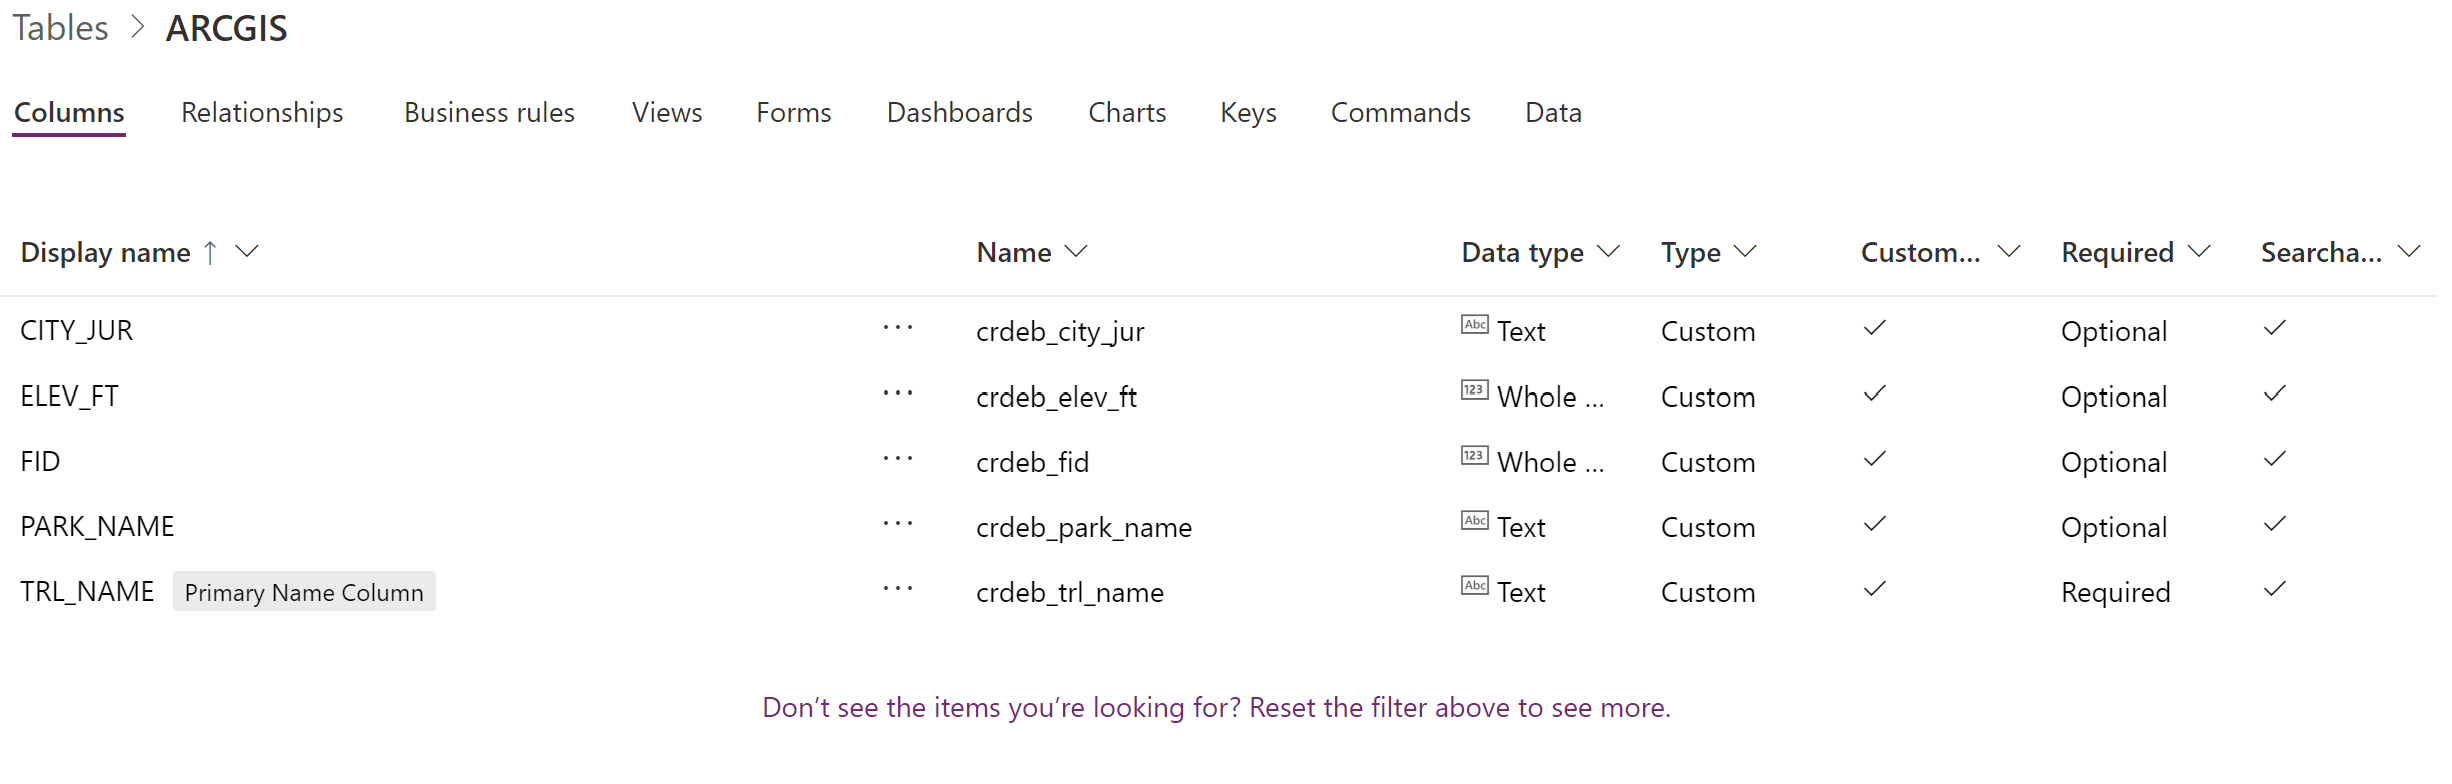 Tables > ARCGIS
Columns Relationships Business rules Views Forms Dashboards Charts Keys Commands Data
Display name ↑ Name Data type Type Custom... Required Searcha...
CITY_JUR ... crdeb_city_jur Abc Text Custom ✓ Optional ✓
ELEV_FT ... crdeb_elev_ft 123 Whole ... Custom ✓ Optional ✓
FID ... crdeb_fid 123 Whole ... Custom ✓ Optional ✓
PARK_NAME ... crdeb_park_name Abc Text Custom ✓ Optional ✓
TRL_NAME Primary Name Column ... crdeb_trl_name Abc Text Custom ✓ Required ✓
Don’t see the items you’re looking for? Reset the filter above to see more.